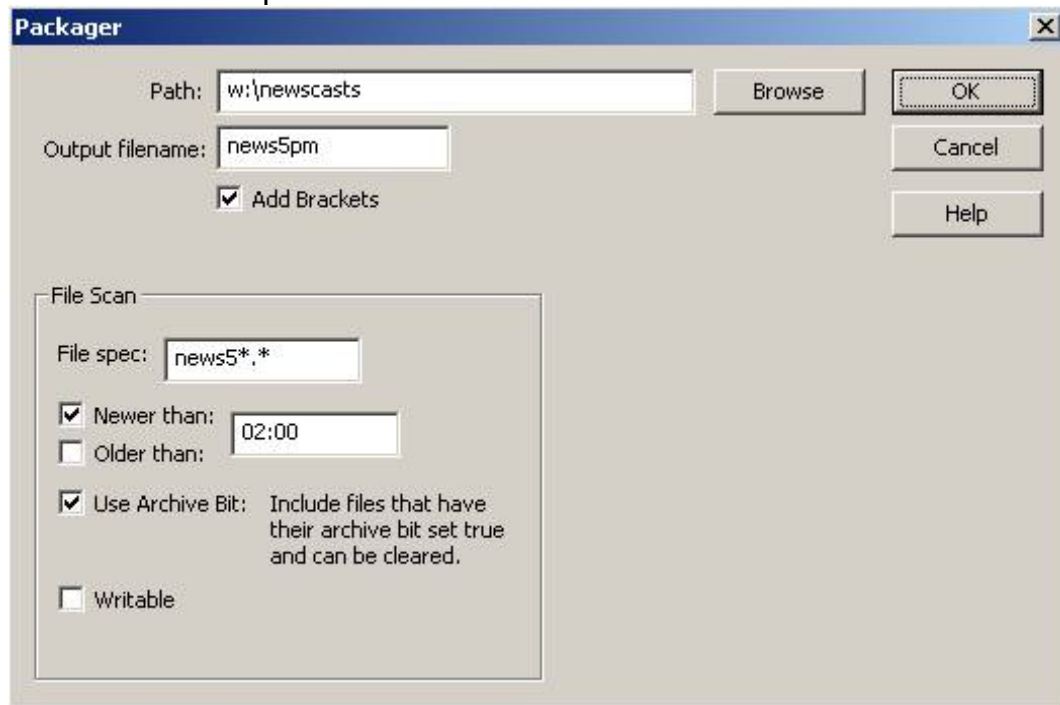 Packager
Path: w:\newscasts Browse OK
Output filename: news5pm Cancel
Add Brackets Help
File Scan
File spec: news5*.*
Newer than: 02:00
Older than:
Use Archive Bit: Include files that have
their archive bit set true
and can be cleared.
Writable